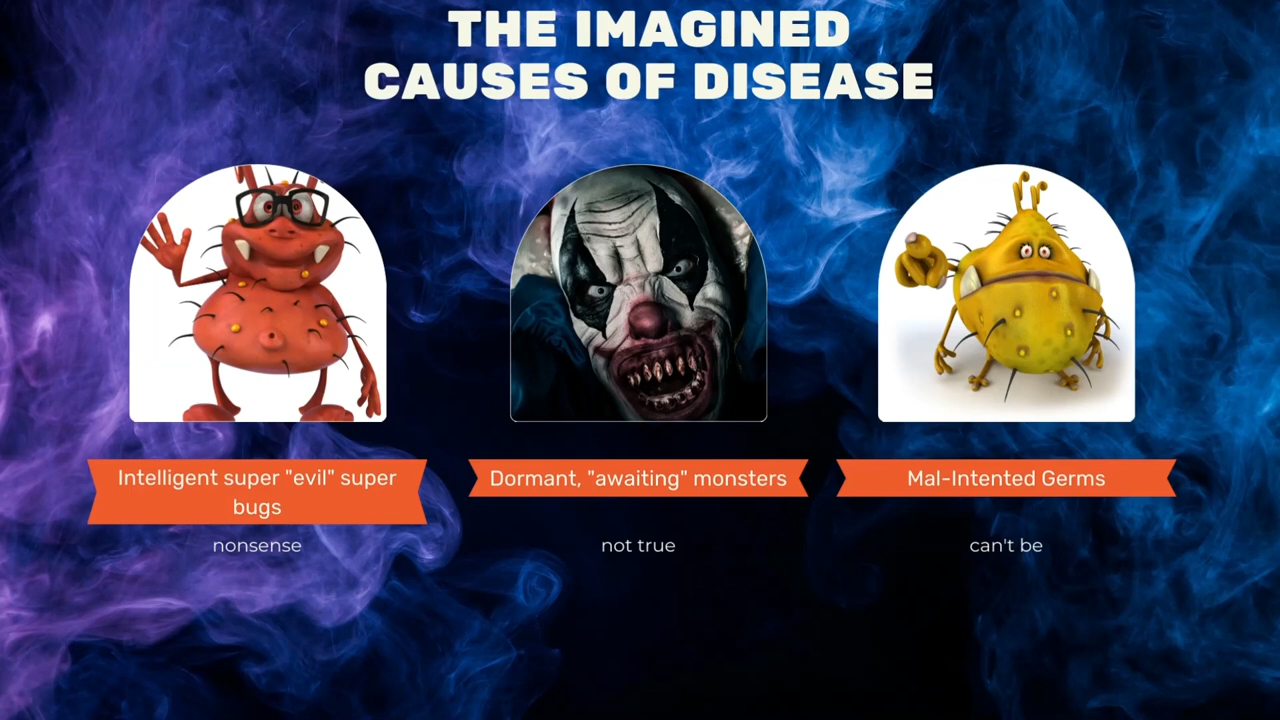 THE IMAGINED
CAUSES OF DISEASE
Intelligent super "evil" super
bugs
nonsense
Dormant, "awaiting" monsters
not true
Mal-Intented Germs
can't be